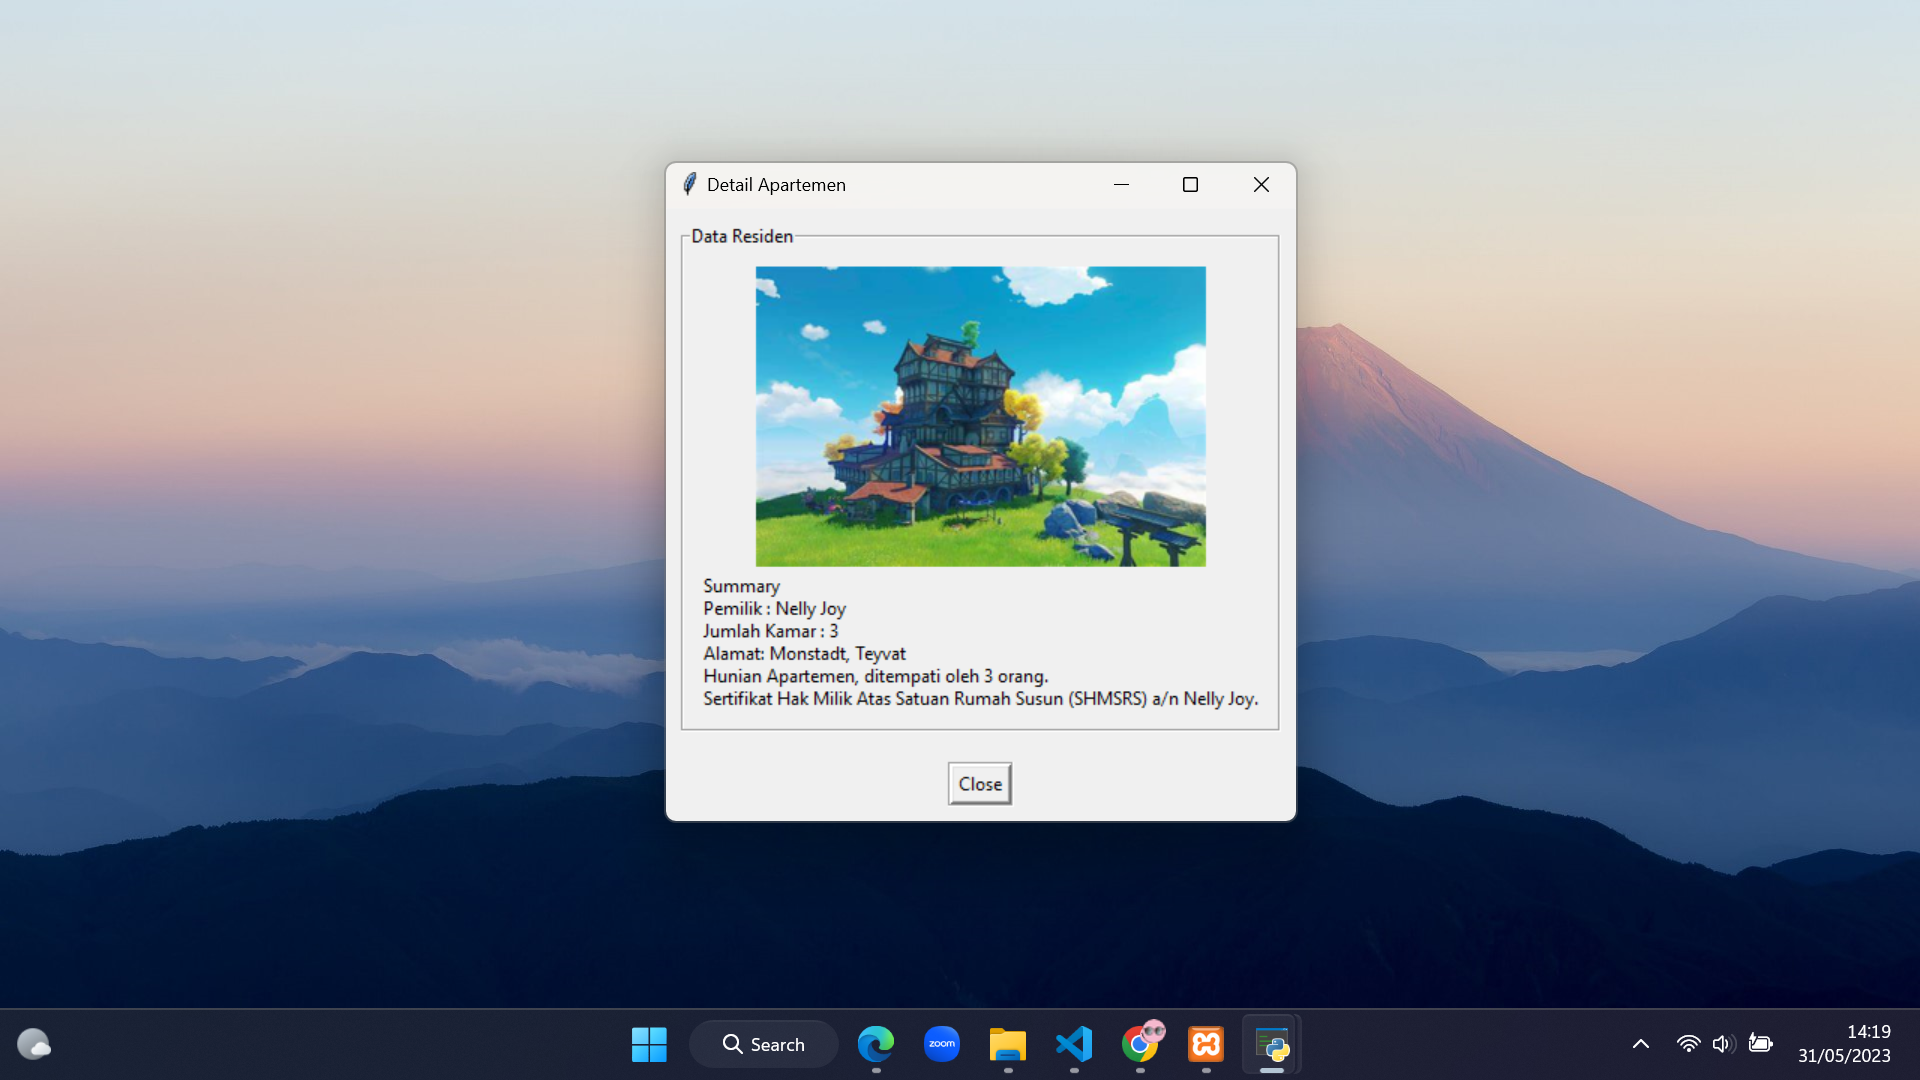 Detail Apartemen
Data Residen
Summary
Pemilik : Nelly Joy
Jumlah Kamar : 3
Alamat: Monstadt, Teyvat
Hunian Apartemen, ditempati oleh 3 orang.
Sertifikat Hak Milik Atas Satuan Rumah Susun (SHMSRS) a/n Nelly Joy.
Close
Search
zoom
14:19
31/05/2023